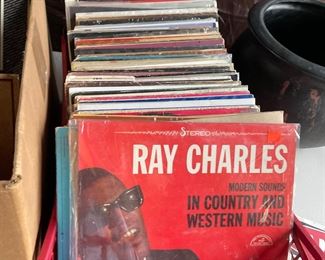 STEREO
RAY CHARLES
MODERN SOUNDS
IN COUNTRY AND
WESTERN MUSIC